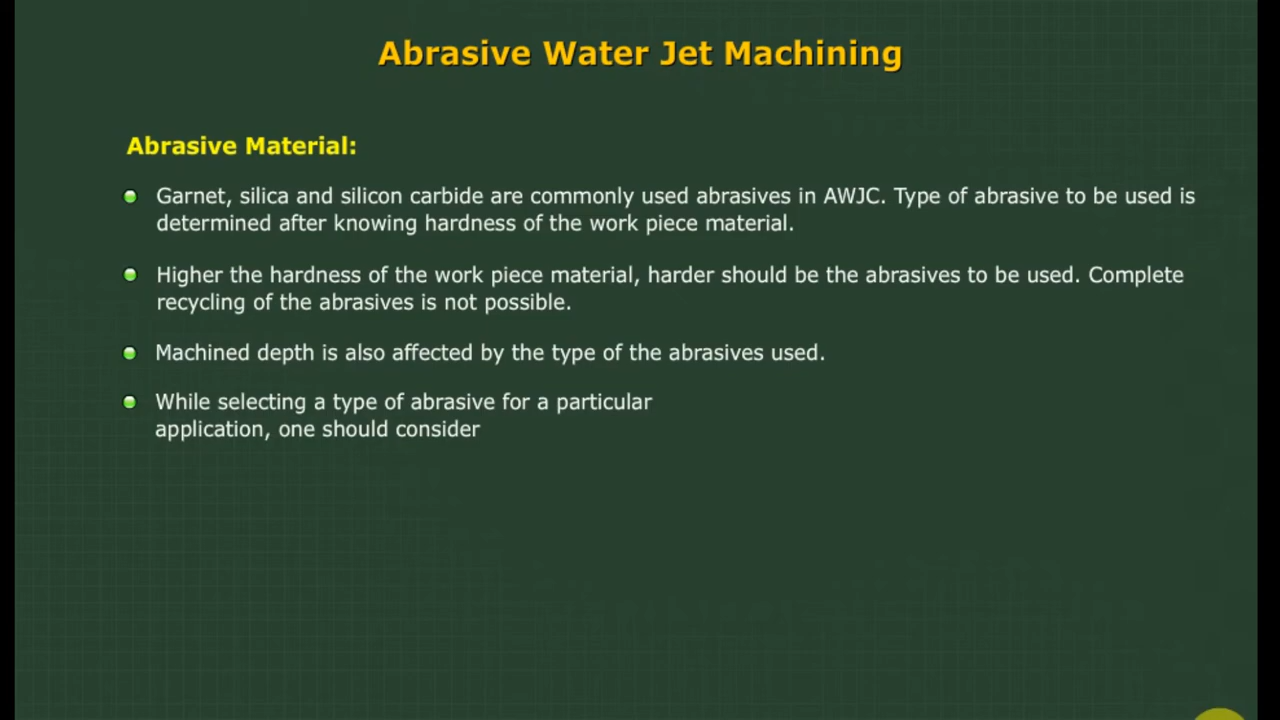 Abrasive Water Jet Machining
Abrasive Material:
Garnet, silica and silicon carbide are commonly used abrasives in AWJC. Type of abrasive to be used is
determined after knowing hardness of the work piece material.
Higher the hardness of the work piece material, harder should be the abrasives to be used. Complete
recycling of the abrasives is not possible.
Machined depth is also affected by the type of the abrasives used.
While selecting a type of abrasive for a particular
application, one should consider